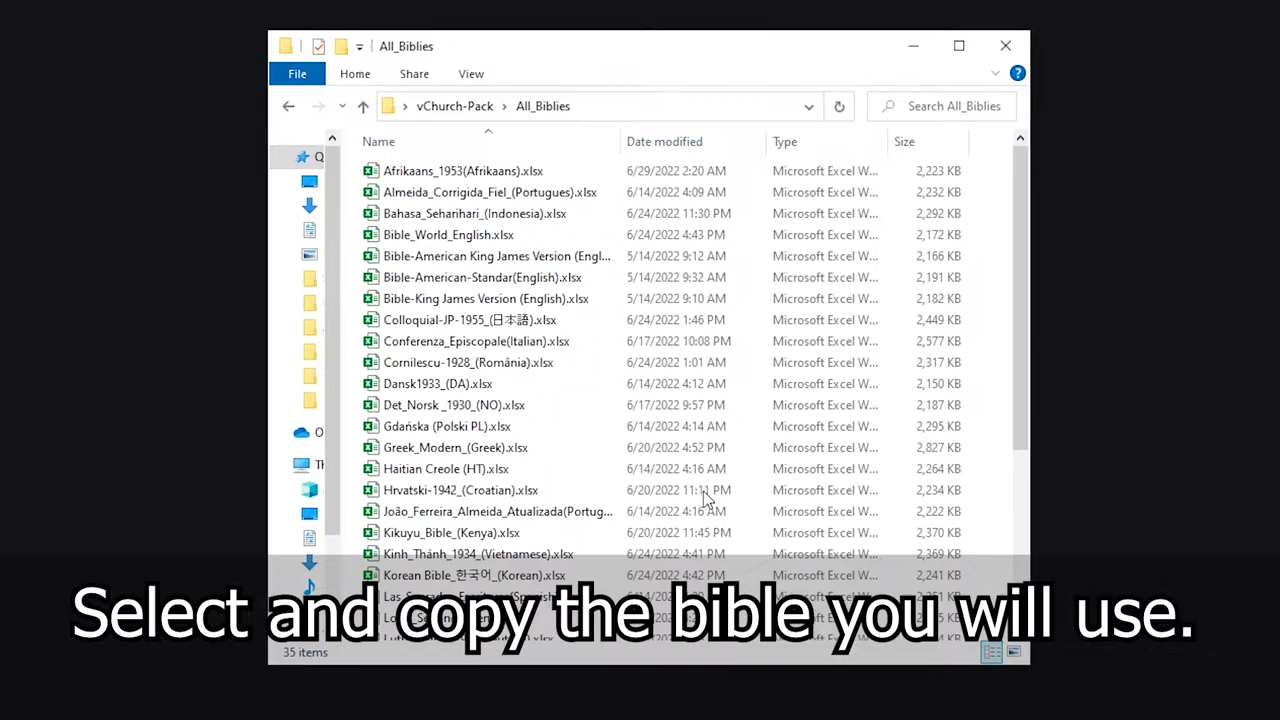 All_Biblies
File Home Share View
vChurch-Pack All_Biblies Search All_Biblies
Name Date modified Type Size
Afrikaans_1953(Afrikaans).xlsx 6/29/2022 2:20 AM Microsoft Excel W... 2,223 KB
Almeida_Corrigida_Fiel_(Portugues).xlsx 6/14/2022 4:09 AM Microsoft Excel W... 2,232 KB
Bahasa_Seharihari_(Indonesia).xlsx 6/24/2022 11:30 PM Microsoft Excel W... 2,292 KB
Bible_World_English.xlsx 6/24/2022 4:43 PM Microsoft Excel W... 2,172 KB
Bible-American King James Version (Engl... 5/14/2022 9:12 AM Microsoft Excel W... 2,166 KB
Bible-American-Standar(English).xlsx 5/14/2022 9:32 AM Microsoft Excel W... 2,191 KB
Bible-King James Version (English).xlsx 5/14/2022 9:10 AM Microsoft Excel W... 2,182 KB
Colloquial-JP-1955_(日本語).xlsx 6/24/2022 1:46 PM Microsoft Excel W... 2,449 KB
Conferenza_Episcopale(Italian).xlsx 6/17/2022 10:08 PM Microsoft Excel W... 2,577 KB
Cornilescu-1928_(România).xlsx 6/24/2022 1:01 AM Microsoft Excel W... 2,317 KB
Dansk1933_(DA).xlsx 6/14/2022 4:12 AM Microsoft Excel W... 2,150 KB
Det_Norsk _1930_(NO).xlsx 6/17/2022 9:57 PM Microsoft Excel W... 2,187 KB
Gdańska (Polski PL).xlsx 6/14/2022 4:14 AM Microsoft Excel W... 2,295 KB
Greek_Modern_(Greek).xlsx 6/20/2022 4:52 PM Microsoft Excel W... 2,827 KB
Haitian Creole (HT).xlsx 6/14/2022 4:16 AM Microsoft Excel W... 2,264 KB
Hrvatski-1942_(Croatian).xlsx 6/20/2022 11:11 PM Microsoft Excel W... 2,234 KB
João_Ferreira_Almeida_Atualizada(Portug... 6/14/2022 4:16 AM Microsoft Excel W... 2,222 KB
Kikuyu_Bible_(Kenya).xlsx 6/20/2022 11:45 PM Microsoft Excel W... 2,370 KB
Kinh_Thánh_1934_(Vietnamese).xlsx 6/24/2022 4:41 PM Microsoft Excel W... 2,369 KB
Korean Bible_한국어_(Korean).xlsx 6/24/2022 4:42 PM Microsoft Excel W... 2,241 KB
Select and copy the bible you will use.
35 items